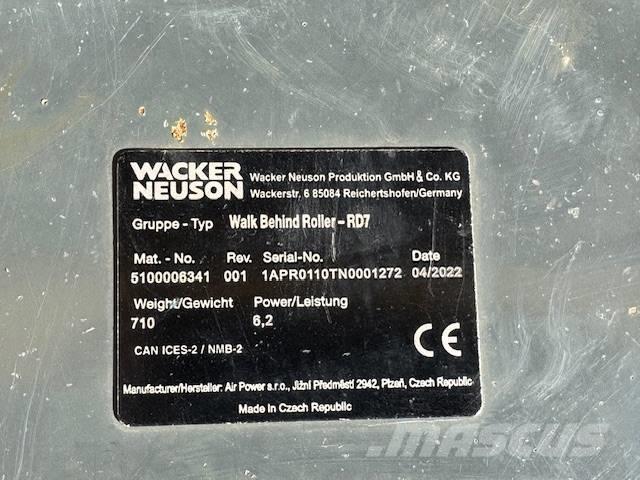 WACKER
NEUSON
Wacker Neuson Produktion GmbH & Co. KG
Wackerstr. 6 85084 Reichertshofen/Germany
Gruppe - Typ Walk Behind Roller - RD7
Mat. - No. Rev. Serial-No. Date
5100006341 001 1APR0110TN0001272 04/2022
Weight/Gewicht Power/Leistung
710 6,2
CAN ICES-2 / NMB-2
CE
Manufacturer/Hersteller: Air Power s.r.o., Jižní Předměstí 2942, Plzeň, Czech Republic
Made in Czech Republic
MASCUS